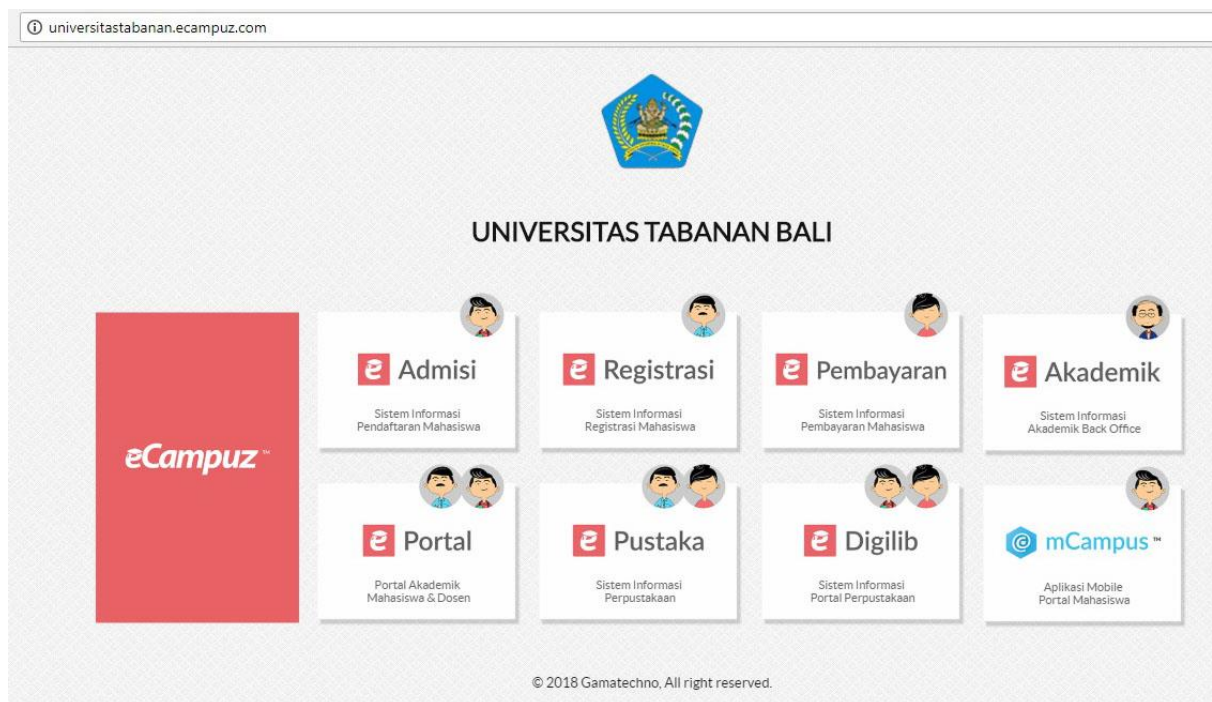 universitastabanan.ecampuz.com
UNIVERSITAS TABANAN BALI
eCampuz™
e Admisi
Sistem Informasi
Pendaftaran Mahasiswa
e Registrasi
Sistem Informasi
Registrasi Mahasiswa
e Pembayaran
Sistem Informasi
Pembayaran Mahasiswa
e Akademik
Sistem Informasi
Akademik Back Office
e Portal
Portal Akademik
Mahasiswa & Dosen
e Pustaka
Sistem Informasi
Perpustakaan
e Digilib
Sistem Informasi
Portal Perpustakaan
@ mCampus™
Aplikasi Mobile
Portal Mahasiswa
© 2018 Gamatechno, All right reserved.